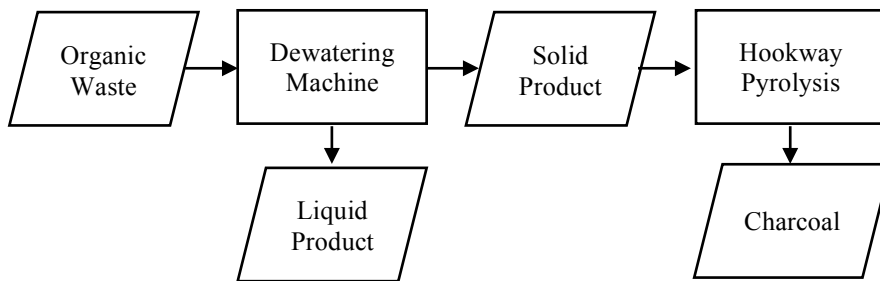 Organic
Waste
Dewatering
Machine
Solid
Product
Hookway
Pyrolysis
Liquid
Product
Charcoal